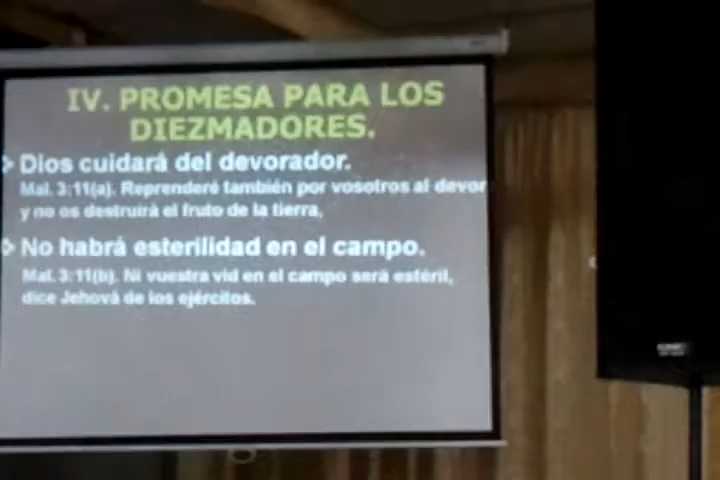 IV. PROMESA PARA LOS
DIEZMADORES.
Dios cuidará del devorador.
Mal. 3:11(a). Reprenderé también por vosotros al devor
y no os destruirá el fruto de la tierra,
No habrá esterilidad en el campo.
Mal. 3:11(b). Ni vuestra vid en el campo será estéril,
dice Jehová de los ejércitos.